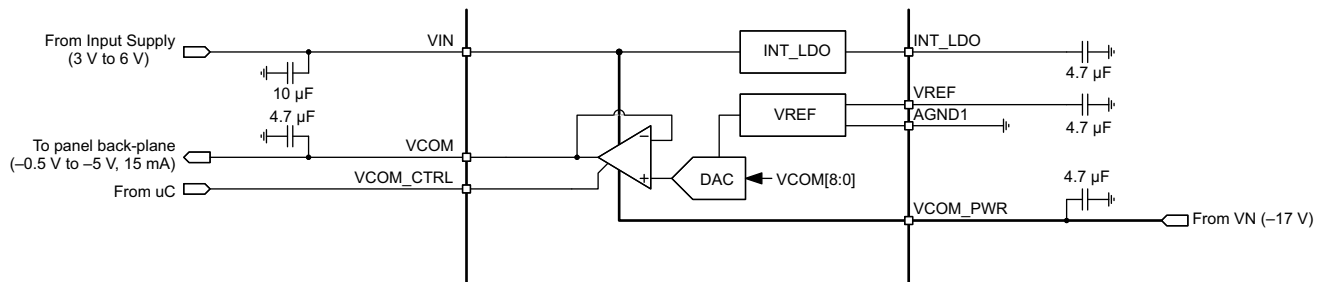 From Input Supply
(3 V to 6 V)
VIN
10 µF
4.7 µF
To panel back-plane
(–0.5 V to –5 V, 15 mA)
VCOM
VCOM_CTRL
From uC
INT_LDO
INT_LDO
4.7 µF
VREF
VREF
AGND1
4.7 µF
–
+
DAC
VCOM[8:0]
4.7 µF
VCOM_PWR
From VN (–17 V)